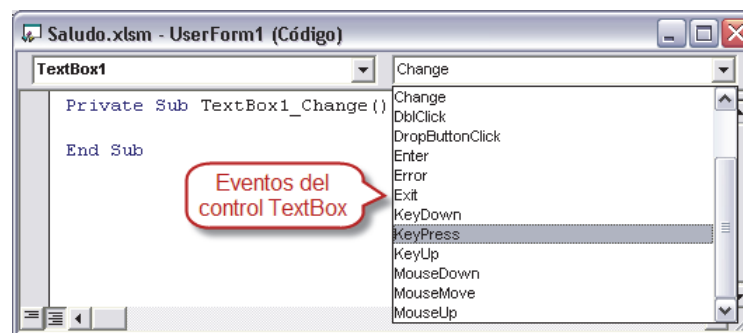 Saludo.xlsm - UserForm1 (Código)
TextBox1
Change
Private Sub TextBox1_Change()
End Sub
Eventos del
control TextBox
Change
DblClick
DropButtonClick
Enter
Error
Exit
KeyDown
KeyPress
KeyUp
MouseDown
MouseMove
MouseUp